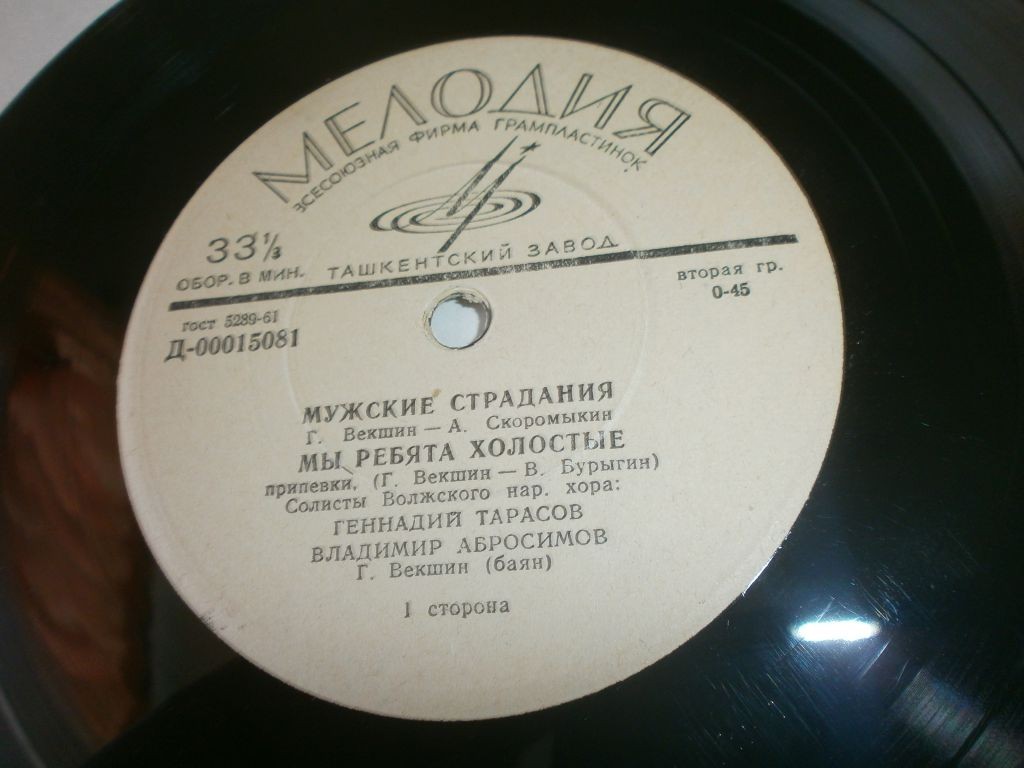 МЕЛОДИЯ
ВСЕСОЮЗНАЯ ФИРМА ГРАМПЛАСТИНОК
33⅓
ОБОР. В МИН.
ТАШКЕНТСКИЙ ЗАВОД
вторая гр.
0-45
гост 5289-61
Д-00015081
МУЖСКИЕ СТРАДАНИЯ
Г. Векшин — А. Скоромыкин
МЫ РЕБЯТА ХОЛОСТЫЕ
припевки, (Г. Векшин — В. Бурыгин)
Солисты Волжского нар. хора:
ГЕННАДИЙ ТАРАСОВ
ВЛАДИМИР АБРОСИМОВ
Г. Векшин (баян)
I сторона